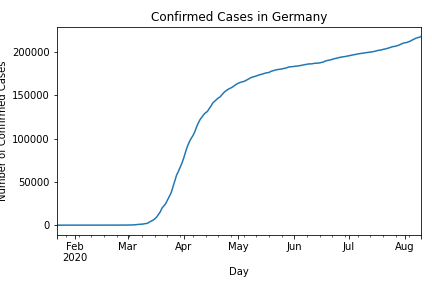 Confirmed Cases in Germany
Number of Confirmed Cases
200000
150000
100000
50000
0
Feb Mar Apr May Jun Jul Aug
2020
Day